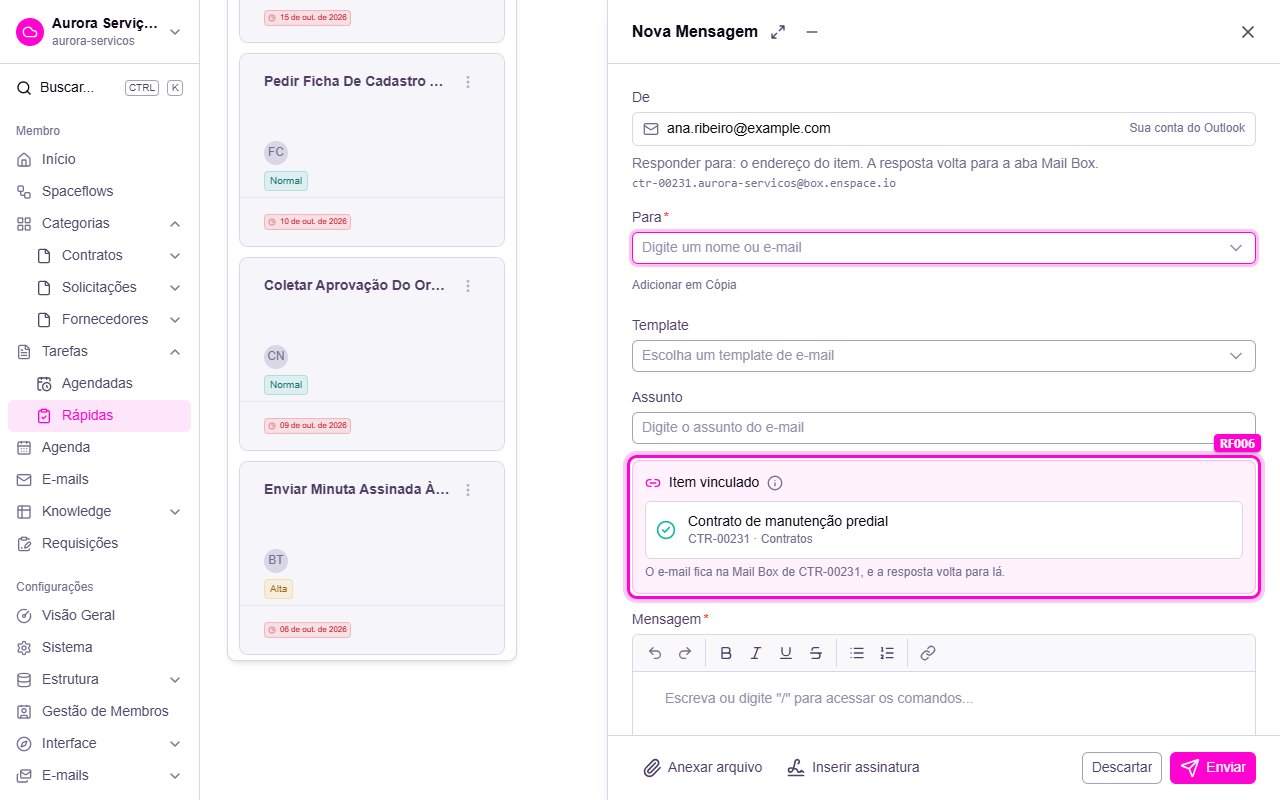 Aurora Serviç...
aurora-servicos
Buscar...
CTRL K
Membro
Início
Spaceflows
Categorias
Contratos
Solicitações
Fornecedores
Tarefas
Agendadas
Rápidas
Agenda
E-mails
Knowledge
Requisições
Configurações
Visão Geral
Sistema
Estrutura
Gestão de Membros
Interface
E-mails
15 de out. de 2026
Pedir Ficha De Cadastro ...
FC
Normal
10 de out. de 2026
Coletar Aprovação Do Or...
CN
Normal
09 de out. de 2026
Enviar Minuta Assinada À...
BT
Alta
06 de out. de 2026
Nova Mensagem
De
ana.ribeiro@example.com Sua conta do Outlook
Responder para: o endereço do item. A resposta volta para a aba Mail Box.
ctr-00231.aurora-servicos@box.enspace.io
Para*
Digite um nome ou e-mail
Adicionar em Cópia
Template
Escolha um template de e-mail
Assunto
Digite o assunto do e-mail
RF006
Item vinculado
Contrato de manutenção predial
CTR-00231 · Contratos
O e-mail fica na Mail Box de CTR-00231, e a resposta volta para lá.
Mensagem*
Escreva ou digite "/" para acessar os comandos...
Anexar arquivo Inserir assinatura Descartar Enviar